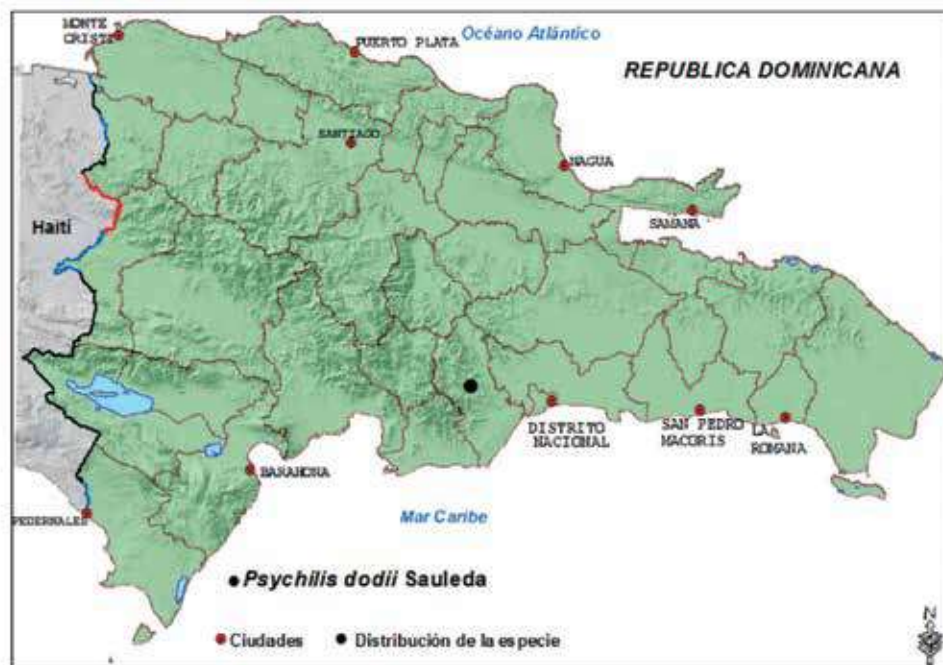 MONTE
CRISTI
PUERTO PLATA
Océano Atlántico
REPUBLICA DOMINICANA
SANTIAGO
NAGUA
SAMANA
Haití
DISTRITO
NACIONAL
SAN PEDRO
MACORIS
LA
ROMANA
BARAHONA
PEDERNALES
Mar Caribe
Psychilis dodii Sauleda
Ciudades
Distribución de la especie